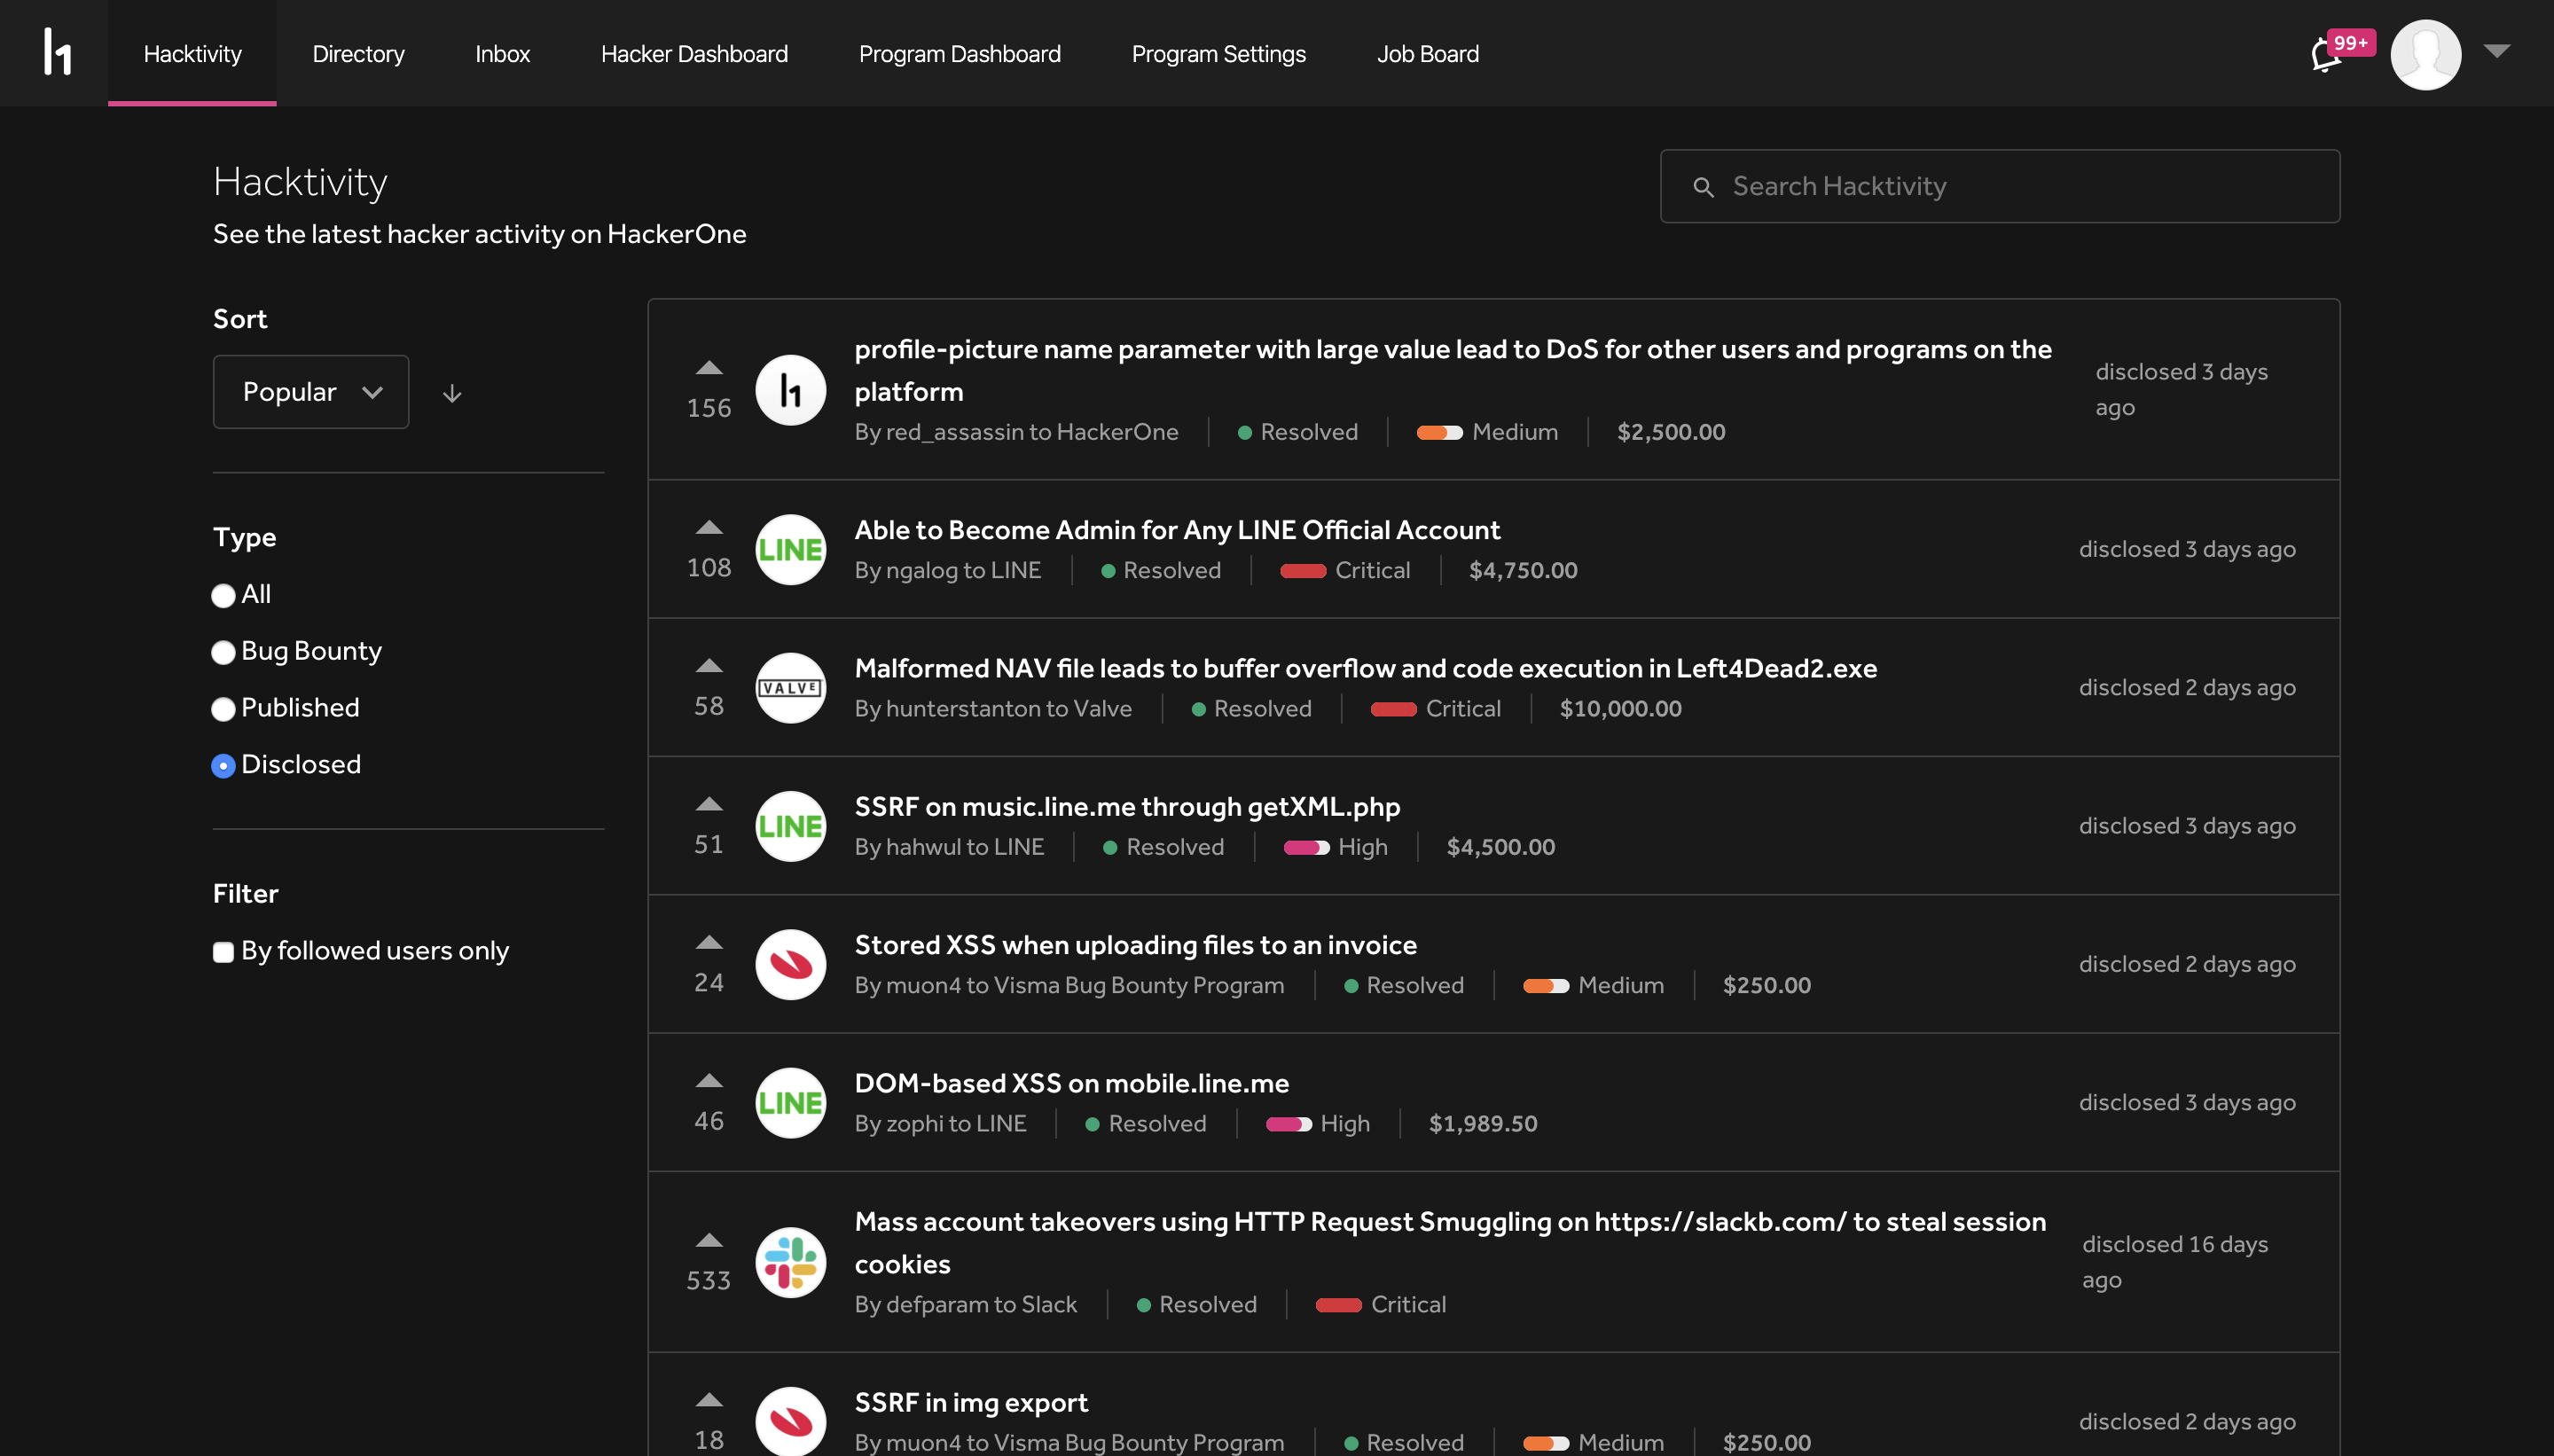 h1
Hacktivity
Directory
Inbox
Hacker Dashboard
Program Dashboard
Program Settings
Job Board
99+
Hacktivity
See the latest hacker activity on HackerOne
Search Hacktivity
Sort
Popular
Type
All
Bug Bounty
Published
Disclosed
Filter
By followed users only
156
h1
profile-picture name parameter with large value lead to DoS for other users and programs on the
platform
By red_assassin to HackerOne
Resolved
Medium
$2,500.00
disclosed 3 days
ago
108
LINE
Able to Become Admin for Any LINE Official Account
By ngalog to LINE
Resolved
Critical
$4,750.00
disclosed 3 days ago
58
VALVE
Malformed NAV file leads to buffer overflow and code execution in Left4Dead2.exe
By hunterstanton to Valve
Resolved
Critical
$10,000.00
disclosed 2 days ago
51
LINE
SSRF on music.line.me through getXML.php
By hahwul to LINE
Resolved
High
$4,500.00
disclosed 3 days ago
24
Stored XSS when uploading files to an invoice
By muon4 to Visma Bug Bounty Program
Resolved
Medium
$250.00
disclosed 2 days ago
46
LINE
DOM-based XSS on mobile.line.me
By zophi to LINE
Resolved
High
$1,989.50
disclosed 3 days ago
533
Mass account takeovers using HTTP Request Smuggling on https://slackb.com/ to steal session
cookies
By defparam to Slack
Resolved
Critical
disclosed 16 days
ago
18
SSRF in img export
By muon4 to Visma Bug Bounty Program
Resolved
Medium
$250.00
disclosed 2 days ago